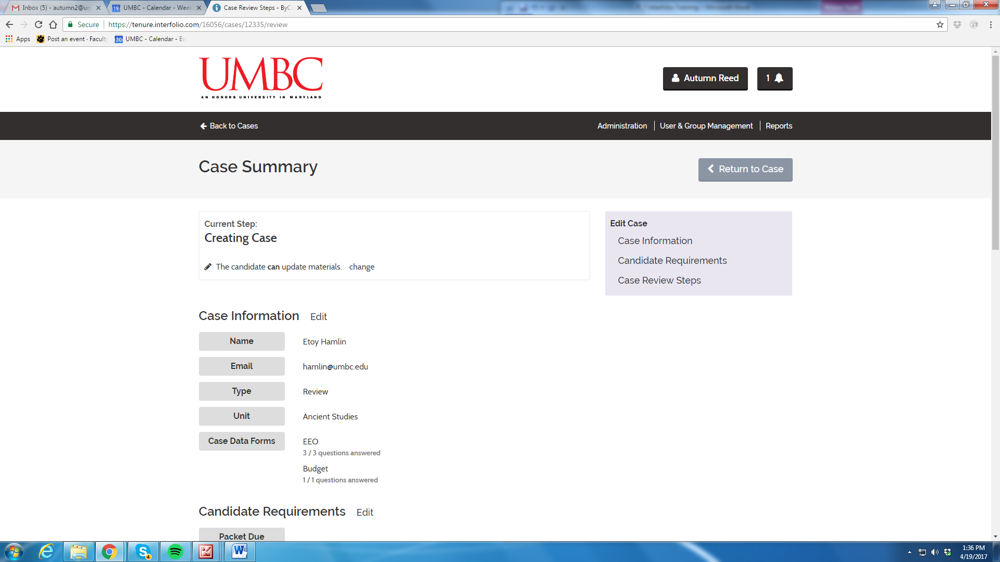 Inbox (5) - autumn2@um
UMBC - Calendar - Week
Case Review Steps - ByC
Secure
https://tenure.interfolio.com/16056/cases/12335/review
Apps
Post an event · Faculty
UMBC - Calendar - Ev
UMBC
AN HONORS UNIVERSITY IN MARYLAND
Autumn Reed
1
Back to Cases
Administration
User & Group Management
Reports
Case Summary
Return to Case
Current Step:
Creating Case
The candidate can update materials. change
Edit Case
Case Information
Candidate Requirements
Case Review Steps
Case Information Edit
Name Etoy Hamlin
Email hamlin@umbc.edu
Type Review
Unit Ancient Studies
Case Data Forms EEO
3 / 3 questions answered
Budget
1 / 1 questions answered
Candidate Requirements Edit
Packet Due
1:36 PM
4/19/2017